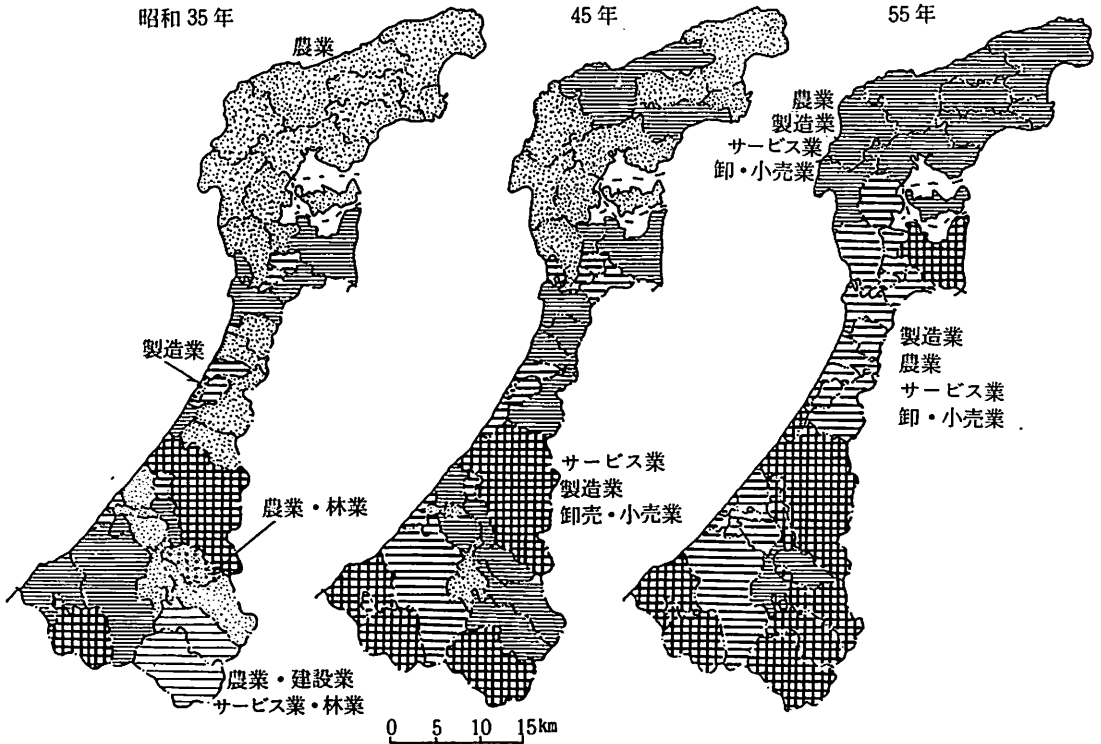 昭和35年
45年
55年
農業
農業
製造業
サービス業
卸・小売業
製造業
製造業
農業
サービス業
卸・小売業
サービス業
製造業
卸売・小売業
農業・林業
農業・建設業
サービス業・林業
0 5 10 15km